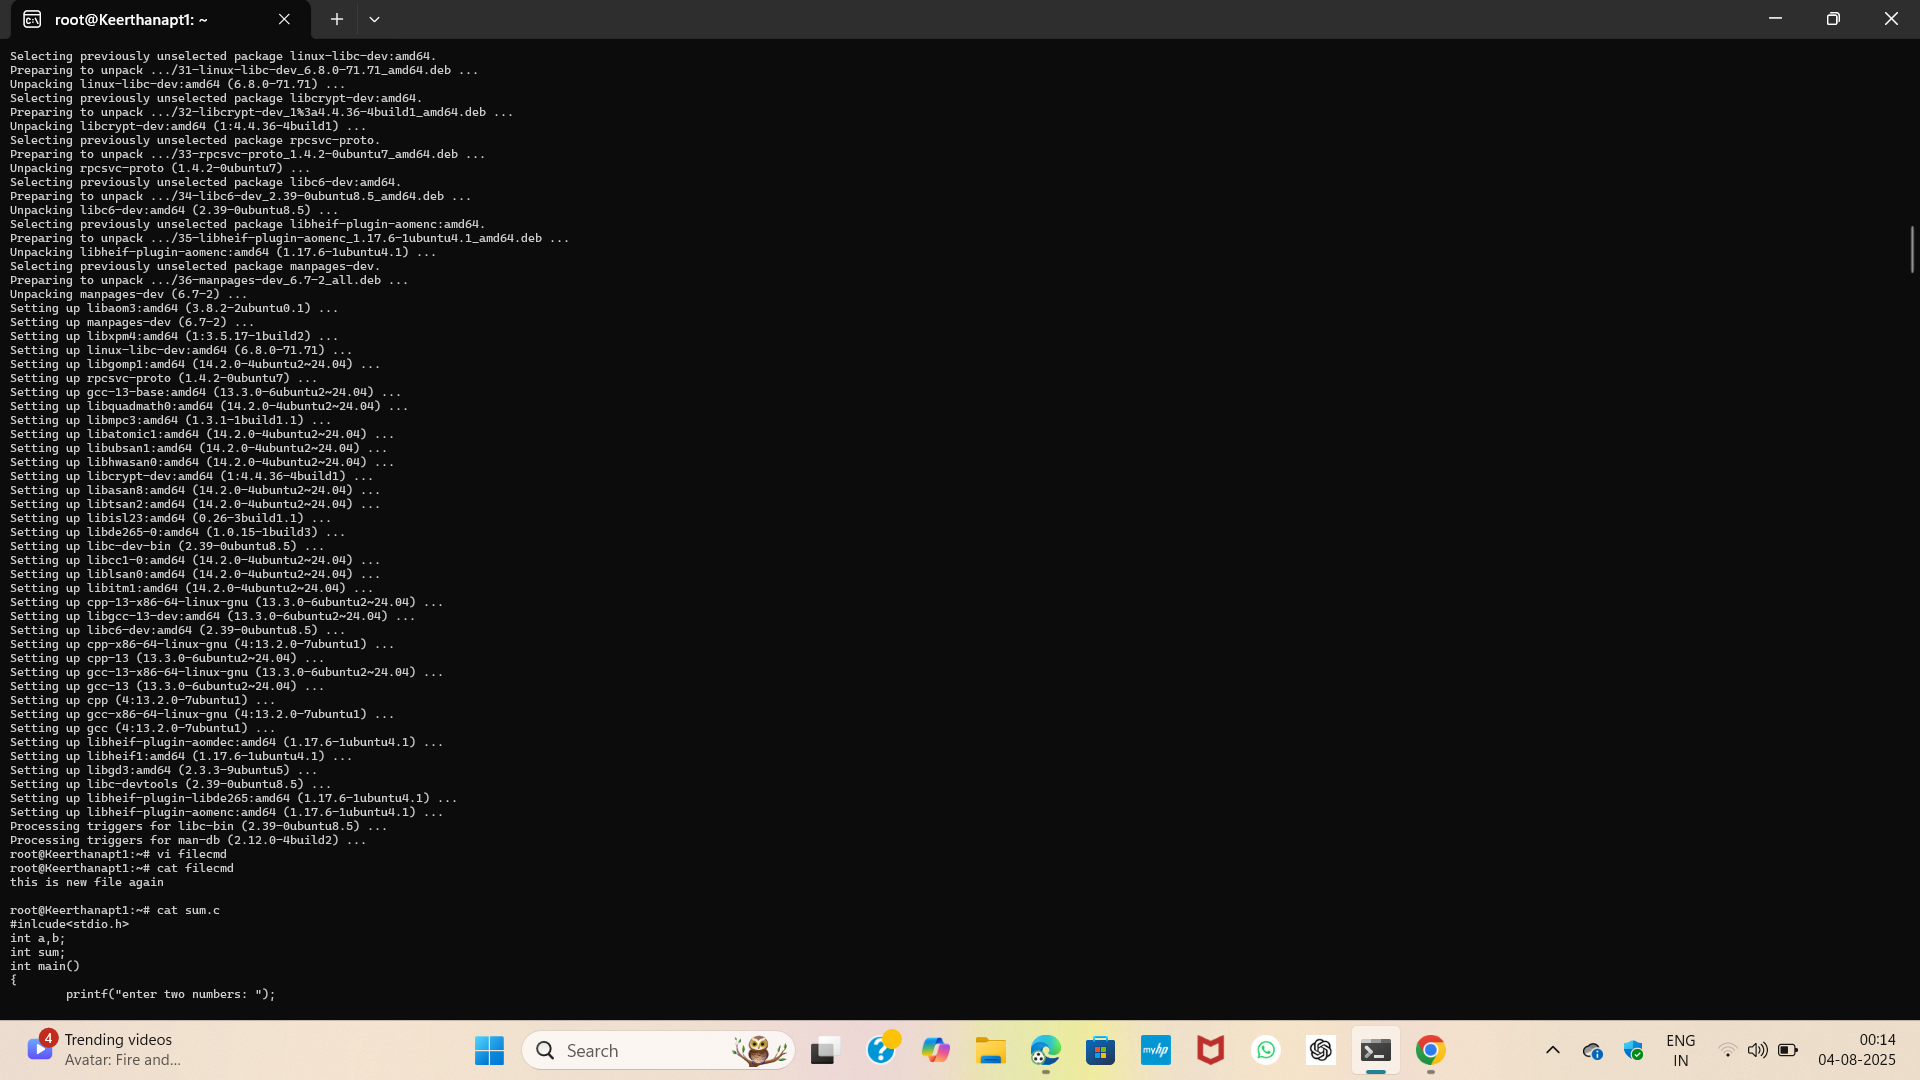 root@Keerthanapt1: ~
Selecting previously unselected package linux-libc-dev:amd64.
Preparing to unpack .../31-linux-libc-dev_6.8.0-71.71_amd64.deb ...
Unpacking linux-libc-dev:amd64 (6.8.0-71.71) ...
Selecting previously unselected package libcrypt-dev:amd64.
Preparing to unpack .../32-libcrypt-dev_1%3a4.4.36-4build1_amd64.deb ...
Unpacking libcrypt-dev:amd64 (1:4.4.36-4build1) ...
Selecting previously unselected package rpcsvc-proto.
Preparing to unpack .../33-rpcsvc-proto_1.4.2-0ubuntu7_amd64.deb ...
Unpacking rpcsvc-proto (1.4.2-0ubuntu7) ...
Selecting previously unselected package libc6-dev:amd64.
Preparing to unpack .../34-libc6-dev_2.39-0ubuntu8.5_amd64.deb ...
Unpacking libc6-dev:amd64 (2.39-0ubuntu8.5) ...
Selecting previously unselected package libheif-plugin-aomenc:amd64.
Preparing to unpack .../35-libheif-plugin-aomenc_1.17.6-1ubuntu4.1_amd64.deb ...
Unpacking libheif-plugin-aomenc:amd64 (1.17.6-1ubuntu4.1) ...
Selecting previously unselected package manpages-dev.
Preparing to unpack .../36-manpages-dev_6.7-2_all.deb ...
Unpacking manpages-dev (6.7-2) ...
Setting up libaom3:amd64 (3.8.2-2ubuntu0.1) ...
Setting up manpages-dev (6.7-2) ...
Setting up libxpm4:amd64 (1:3.5.17-1build2) ...
Setting up linux-libc-dev:amd64 (6.8.0-71.71) ...
Setting up libgomp1:amd64 (14.2.0-4ubuntu2~24.04) ...
Setting up rpcsvc-proto (1.4.2-0ubuntu7) ...
Setting up gcc-13-base:amd64 (13.3.0-6ubuntu2~24.04) ...
Setting up libquadmath0:amd64 (14.2.0-4ubuntu2~24.04) ...
Setting up libmpc3:amd64 (1.3.1-1build1.1) ...
Setting up libatomic1:amd64 (14.2.0-4ubuntu2~24.04) ...
Setting up libubsan1:amd64 (14.2.0-4ubuntu2~24.04) ...
Setting up libhwasan0:amd64 (14.2.0-4ubuntu2~24.04) ...
Setting up libcrypt-dev:amd64 (1:4.4.36-4build1) ...
Setting up libasan8:amd64 (14.2.0-4ubuntu2~24.04) ...
Setting up libtsan2:amd64 (14.2.0-4ubuntu2~24.04) ...
Setting up libisl23:amd64 (0.26-3build1.1) ...
Setting up libde265-0:amd64 (1.0.15-1build3) ...
Setting up libc-dev-bin (2.39-0ubuntu8.5) ...
Setting up libcc1-0:amd64 (14.2.0-4ubuntu2~24.04) ...
Setting up liblsan0:amd64 (14.2.0-4ubuntu2~24.04) ...
Setting up libitm1:amd64 (14.2.0-4ubuntu2~24.04) ...
Setting up cpp-13-x86-64-linux-gnu (13.3.0-6ubuntu2~24.04) ...
Setting up libgcc-13-dev:amd64 (13.3.0-6ubuntu2~24.04) ...
Setting up libc6-dev:amd64 (2.39-0ubuntu8.5) ...
Setting up cpp-x86-64-linux-gnu (4:13.2.0-7ubuntu1) ...
Setting up cpp-13 (13.3.0-6ubuntu2~24.04) ...
Setting up gcc-13-x86-64-linux-gnu (13.3.0-6ubuntu2~24.04) ...
Setting up gcc-13 (13.3.0-6ubuntu2~24.04) ...
Setting up cpp (4:13.2.0-7ubuntu1) ...
Setting up gcc-x86-64-linux-gnu (4:13.2.0-7ubuntu1) ...
Setting up gcc (4:13.2.0-7ubuntu1) ...
Setting up libheif-plugin-aomdec:amd64 (1.17.6-1ubuntu4.1) ...
Setting up libheif1:amd64 (1.17.6-1ubuntu4.1) ...
Setting up libgd3:amd64 (2.3.3-9ubuntu5) ...
Setting up libc-devtools (2.39-0ubuntu8.5) ...
Setting up libheif-plugin-libde265:amd64 (1.17.6-1ubuntu4.1) ...
Setting up libheif-plugin-aomenc:amd64 (1.17.6-1ubuntu4.1) ...
Processing triggers for libc-bin (2.39-0ubuntu8.5) ...
Processing triggers for man-db (2.12.0-4build2) ...
root@Keerthanapt1:~# vi filecmd
root@Keerthanapt1:~# cat filecmd
this is new file again

root@Keerthanapt1:~# cat sum.c
#inlcude<stdio.h>
int a,b;
int sum;
int main()
{
        printf("enter two numbers: ");
4
Trending videos
Avatar: Fire and...
Search
myhp
ENG
IN
00:14
04-08-2025